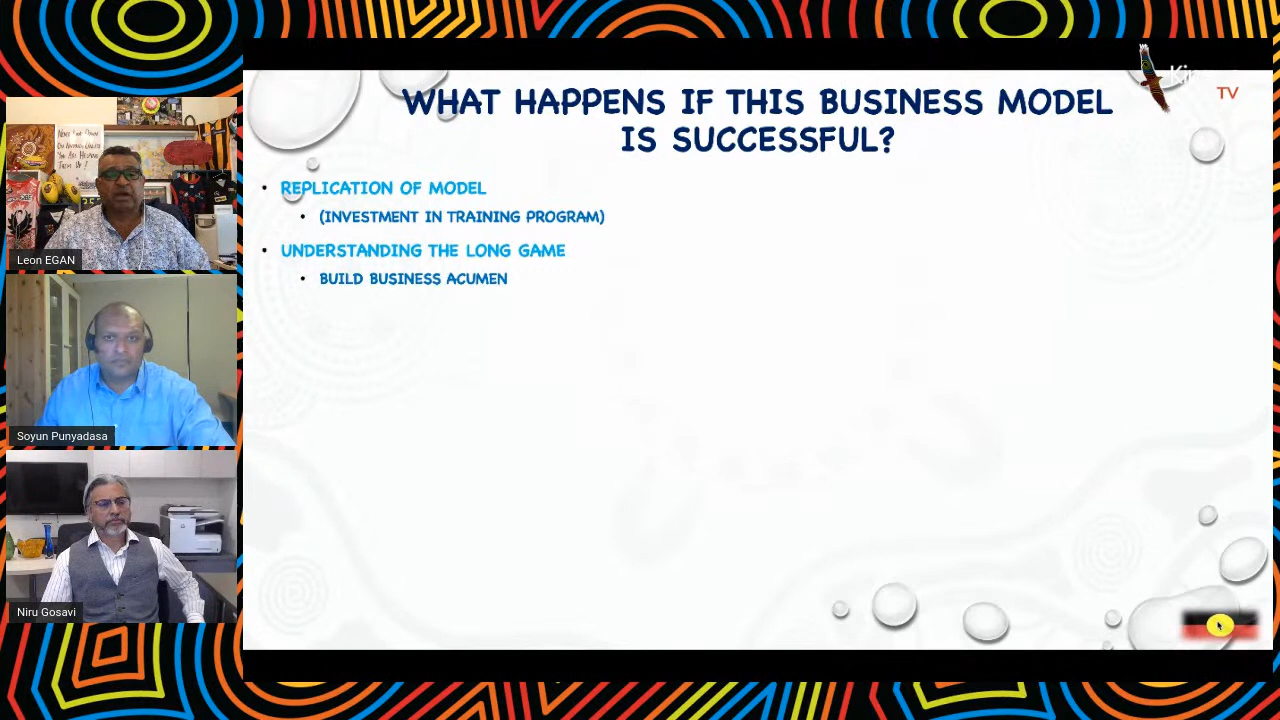 WHAT HAPPENS IF THIS BUSINESS MODEL
IS SUCCESSFUL?
• REPLICATION OF MODEL
• (INVESTMENT IN TRAINING PROGRAM)
• UNDERSTANDING THE LONG GAME
• BUILD BUSINESS ACUMEN
TV
Leon EGAN
Soyun Punyadasa
Niru Gosavi